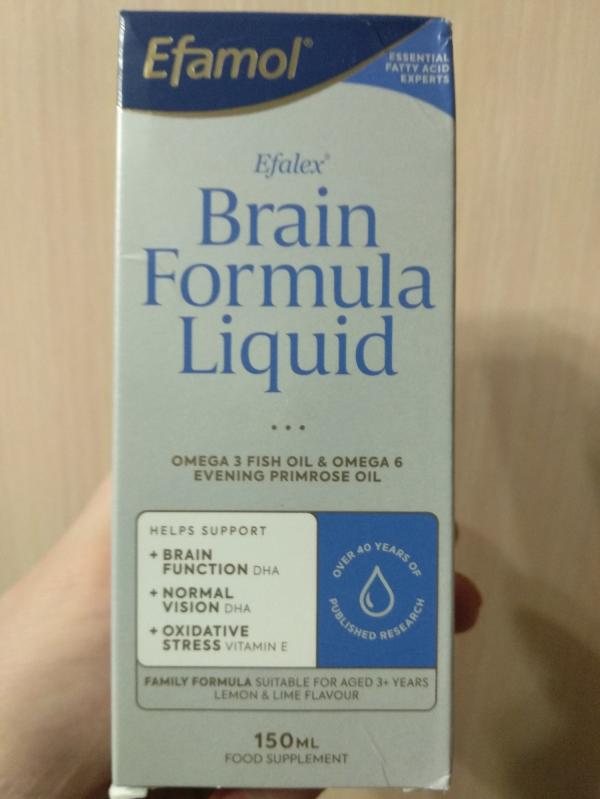 Efamol®
ESSENTIAL
FATTY ACID
EXPERTS
Efalex®
Brain
Formula
Liquid
OMEGA 3 FISH OIL & OMEGA 6
EVENING PRIMROSE OIL
HELPS SUPPORT
+ BRAIN
FUNCTION DHA
+ NORMAL
VISION DHA
+ OXIDATIVE
STRESS VITAMIN E
OVER 40 YEARS OF
PUBLISHED RESEARCH
FAMILY FORMULA SUITABLE FOR AGED 3+ YEARS
LEMON & LIME FLAVOUR
150ML
FOOD SUPPLEMENT